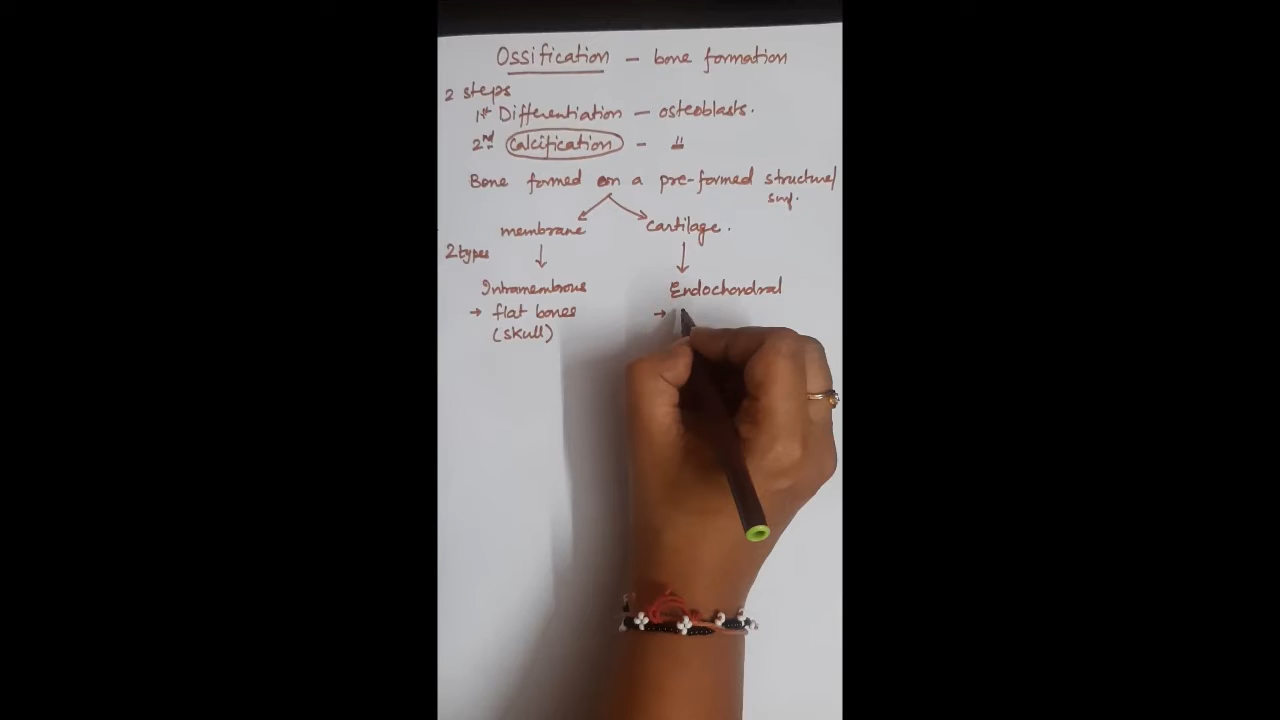 Ossification - bone formation
2 steps
1st Differentiation - osteoblasts.
2nd Calcification - "
Bone formed on a pre-formed structure/
surf.
membrane cartilage.
2 types
Intramembrous Endochondral
→ flat bones →
(skull)